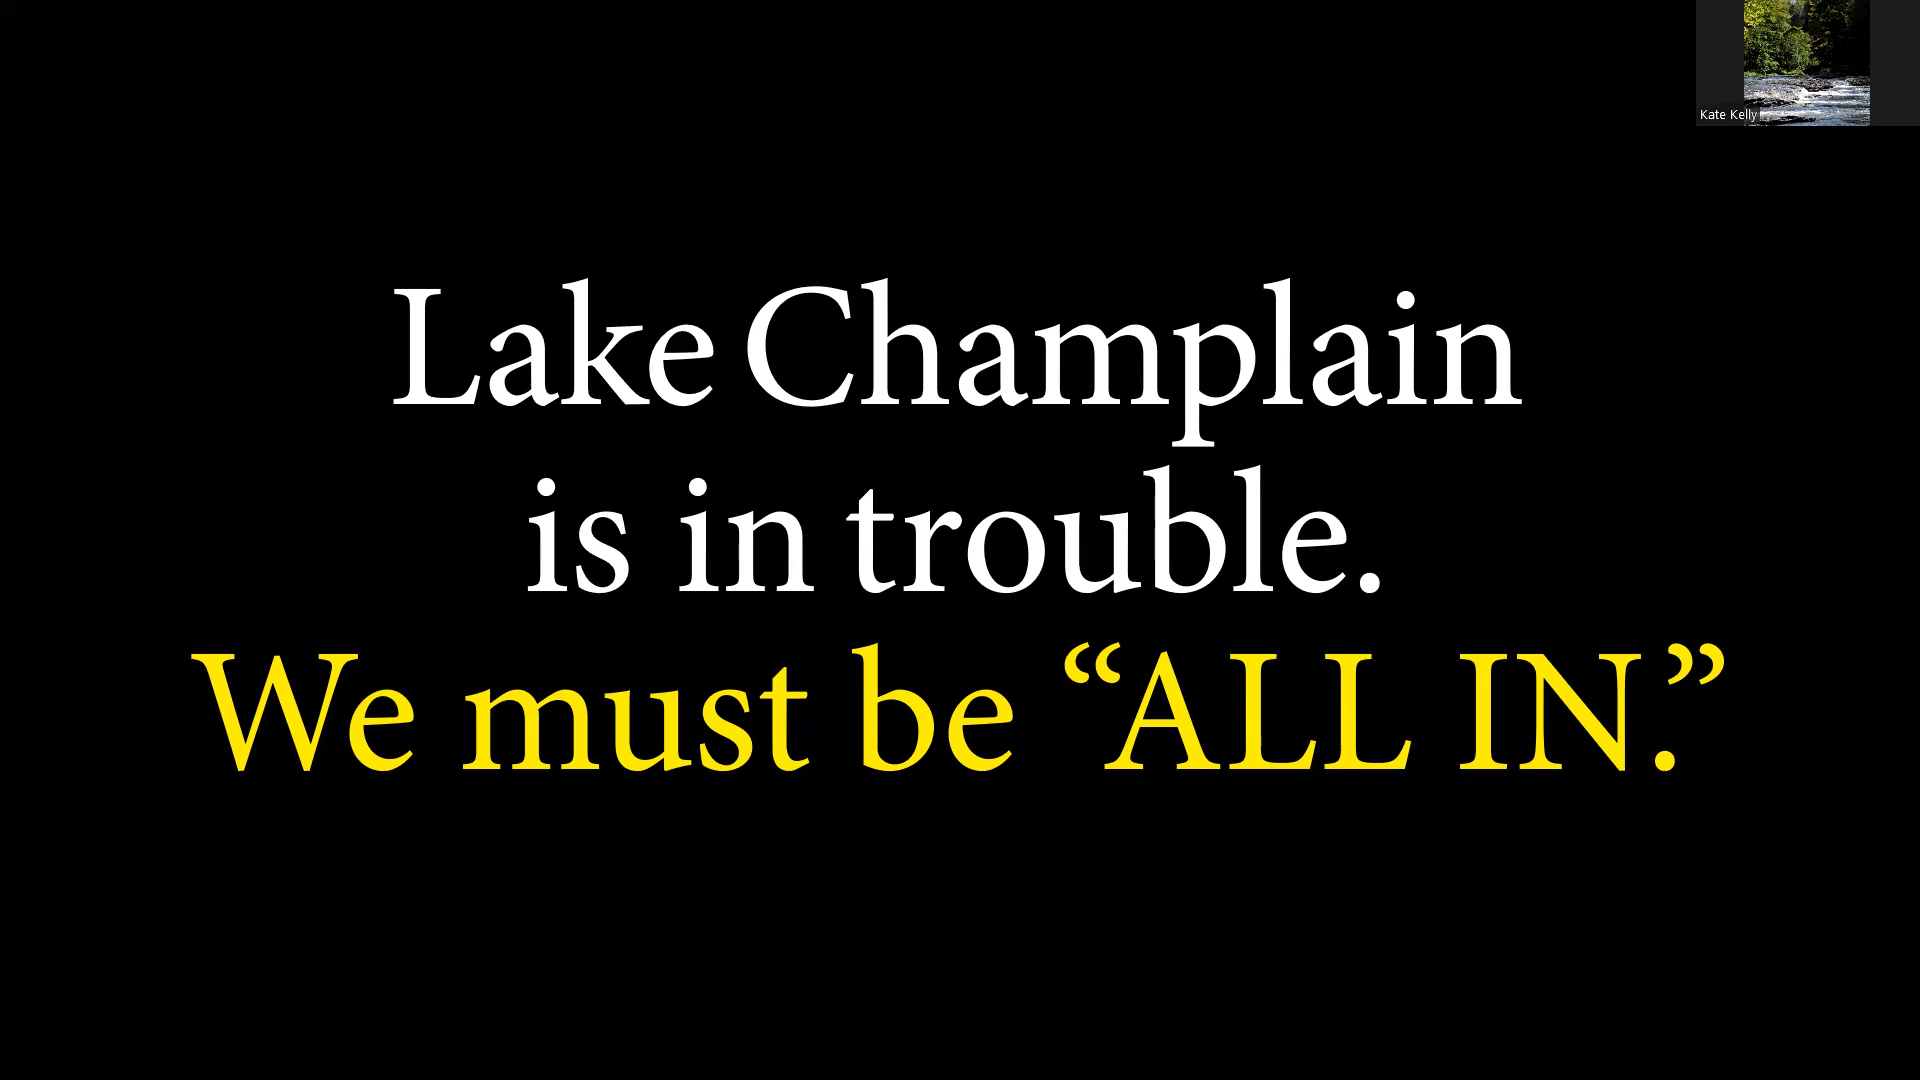 Kate Kelly
Lake Champlain
is in trouble.
We must be “ALL IN.”